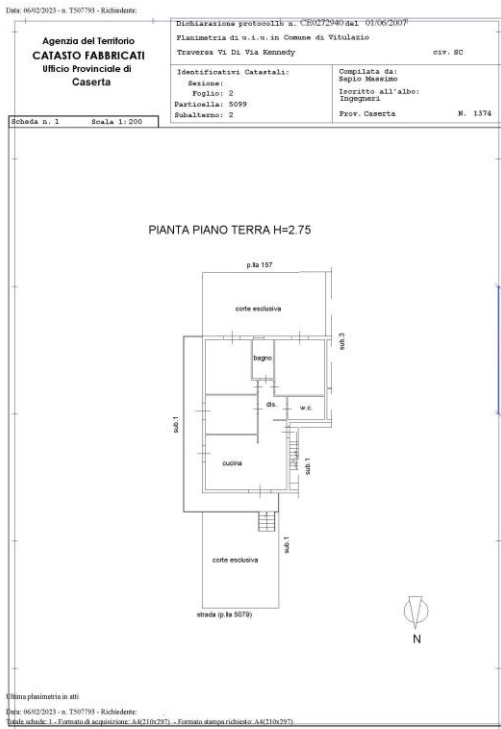 Data: 06/02/2023 - n. T507793 - Richiedente:
Agenzia del Territorio
CATASTO FABBRICATI
Ufficio Provinciale di
Caserta
Dichiarazione protocollo n. CE0272940 del 01/06/2007
Planimetria di u.i.u. in Comune di Vitulazio
Traversa Vi Di Via Kennedy civ. SC
Identificativi Catastali:
Sezione:
Foglio: 2
Particella: 5099
Subalterno: 2
Compilata da:
Sapio Massimo
Iscritto all'albo:
Ingegneri
Prov. Caserta N. 1374
Scheda n. 1 Scala 1:200
PIANTA PIANO TERRA H=2.75
p.lla 157
corte esclusiva
sub.3
bagno
dis.
w.c.
sub.1
cucina
sub.1
sub.1
corte esclusiva
strada (p.lla 5079)
N
Ultima planimetria in atti
Data: 06/02/2023 - n. T507793 - Richiedente:
Totale schede: 1 - Formato di acquisizione: A4(210x297) - Formato stampa richiesto: A4(210x297)